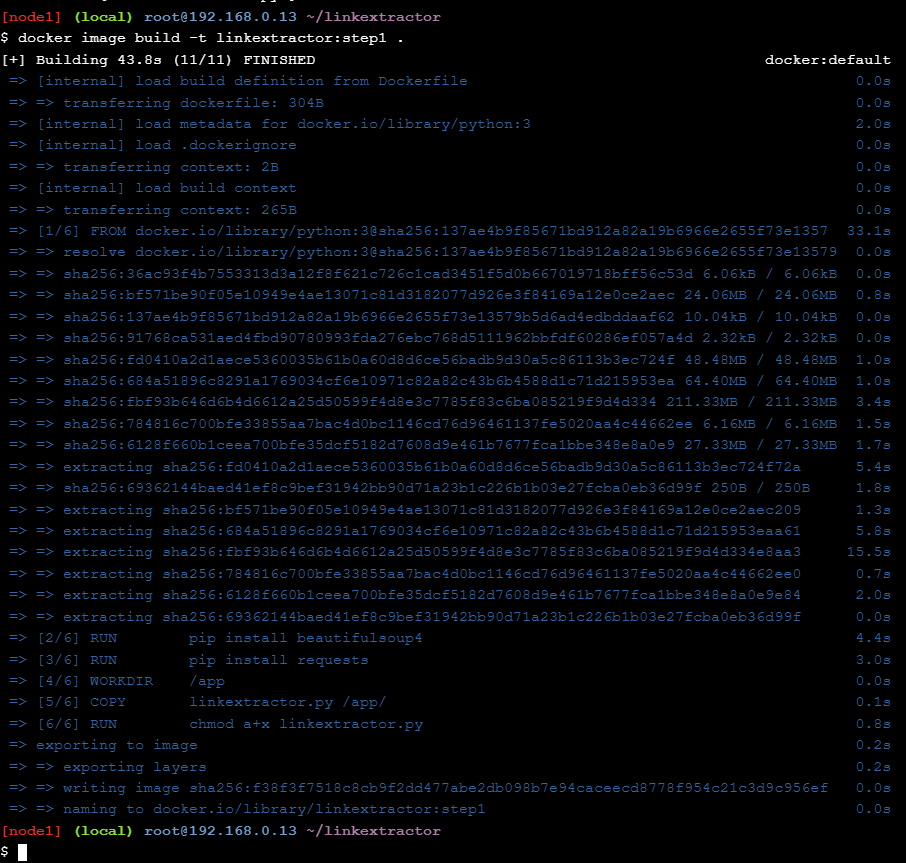 [node1] (local) root@192.168.0.13 ~/linkextractor
$ docker image build -t linkextractor:step1 .
[+] Building 43.8s (11/11) FINISHED docker:default
=> [internal] load build definition from Dockerfile 0.0s
=> => transferring dockerfile: 304B 0.0s
=> [internal] load metadata for docker.io/library/python:3 2.0s
=> [internal] load .dockerignore 0.0s
=> => transferring context: 2B 0.0s
=> [internal] load build context 0.0s
=> => transferring context: 265B 0.0s
=> [1/6] FROM docker.io/library/python:3@sha256:137ae4b9f85671bd912a82a19b6966e2655f73e1357 33.1s
=> => resolve docker.io/library/python:3@sha256:137ae4b9f85671bd912a82a19b6966e2655f73e13579 0.0s
=> => sha256:36ac93f4b7553313d3a12f8f621c726c1cad3451f5d0b667019718bff56c53d 6.06kB / 6.06kB 0.0s
=> => sha256:bf571be90f05e10949e4ae13071c81d3182077d926e3f84169a12e0ce2aec 24.06MB / 24.06MB 0.8s
=> => sha256:137ae4b9f85671bd912a82a19b6966e2655f73e13579b5d6ad4edbddaaf62 10.04kB / 10.04kB 0.0s
=> => sha256:91768ca531aed4fbd90780993fda276ebc768d5111962bbfdf60286ef057a4d 2.32kB / 2.32kB 0.0s
=> => sha256:fd0410a2d1aece5360035b61b0a60d8d6ce56badb9d30a5c86113b3ec724f 48.48MB / 48.48MB 1.0s
=> => sha256:684a51896c8291a1769034cf6e10971c82a82c43b6b4588d1c71d215953ea 64.40MB / 64.40MB 1.0s
=> => sha256:fbf93b646d6b4d6612a25d50599f4d8e3c7785f83c6ba085219f9d4d334 211.33MB / 211.33MB 3.4s
=> => sha256:784816c700bfe33855aa7bac4d0bc1146cd76d96461137fe5020aa4c44662ee 6.16MB / 6.16MB 1.5s
=> => sha256:6128f660b1ceea700bfe35dcf5182d7608d9e461b7677fca1bbe348e8a0e9 27.33MB / 27.33MB 1.7s
=> => extracting sha256:fd0410a2d1aece5360035b61b0a60d8d6ce56badb9d30a5c86113b3ec724f72a 5.4s
=> => sha256:69362144baed41ef8c9bef31942bb90d71a23b1c226b1b03e27fcba0eb36d99f 250B / 250B 1.8s
=> => extracting sha256:bf571be90f05e10949e4ae13071c81d3182077d926e3f84169a12e0ce2aec209 1.3s
=> => extracting sha256:684a51896c8291a1769034cf6e10971c82a82c43b6b4588d1c71d215953eaa61 5.8s
=> => extracting sha256:fbf93b646d6b4d6612a25d50599f4d8e3c7785f83c6ba085219f9d4d334e8aa3 15.5s
=> => extracting sha256:784816c700bfe33855aa7bac4d0bc1146cd76d96461137fe5020aa4c44662ee0 0.7s
=> => extracting sha256:6128f660b1ceea700bfe35dcf5182d7608d9e461b7677fca1bbe348e8a0e9e84 2.0s
=> => extracting sha256:69362144baed41ef8c9bef31942bb90d71a23b1c226b1b03e27fcba0eb36d99f 0.0s
=> [2/6] RUN pip install beautifulsoup4 4.4s
=> [3/6] RUN pip install requests 3.0s
=> [4/6] WORKDIR /app 0.0s
=> [5/6] COPY linkextractor.py /app/ 0.1s
=> [6/6] RUN chmod a+x linkextractor.py 0.8s
=> exporting to image 0.2s
=> => exporting layers 0.2s
=> => writing image sha256:f38f3f7518c8cb9f2dd477abe2db098b7e94caceecd8778f954c21c3d9c956ef 0.0s
=> => naming to docker.io/library/linkextractor:step1 0.0s
[node1] (local) root@192.168.0.13 ~/linkextractor
$